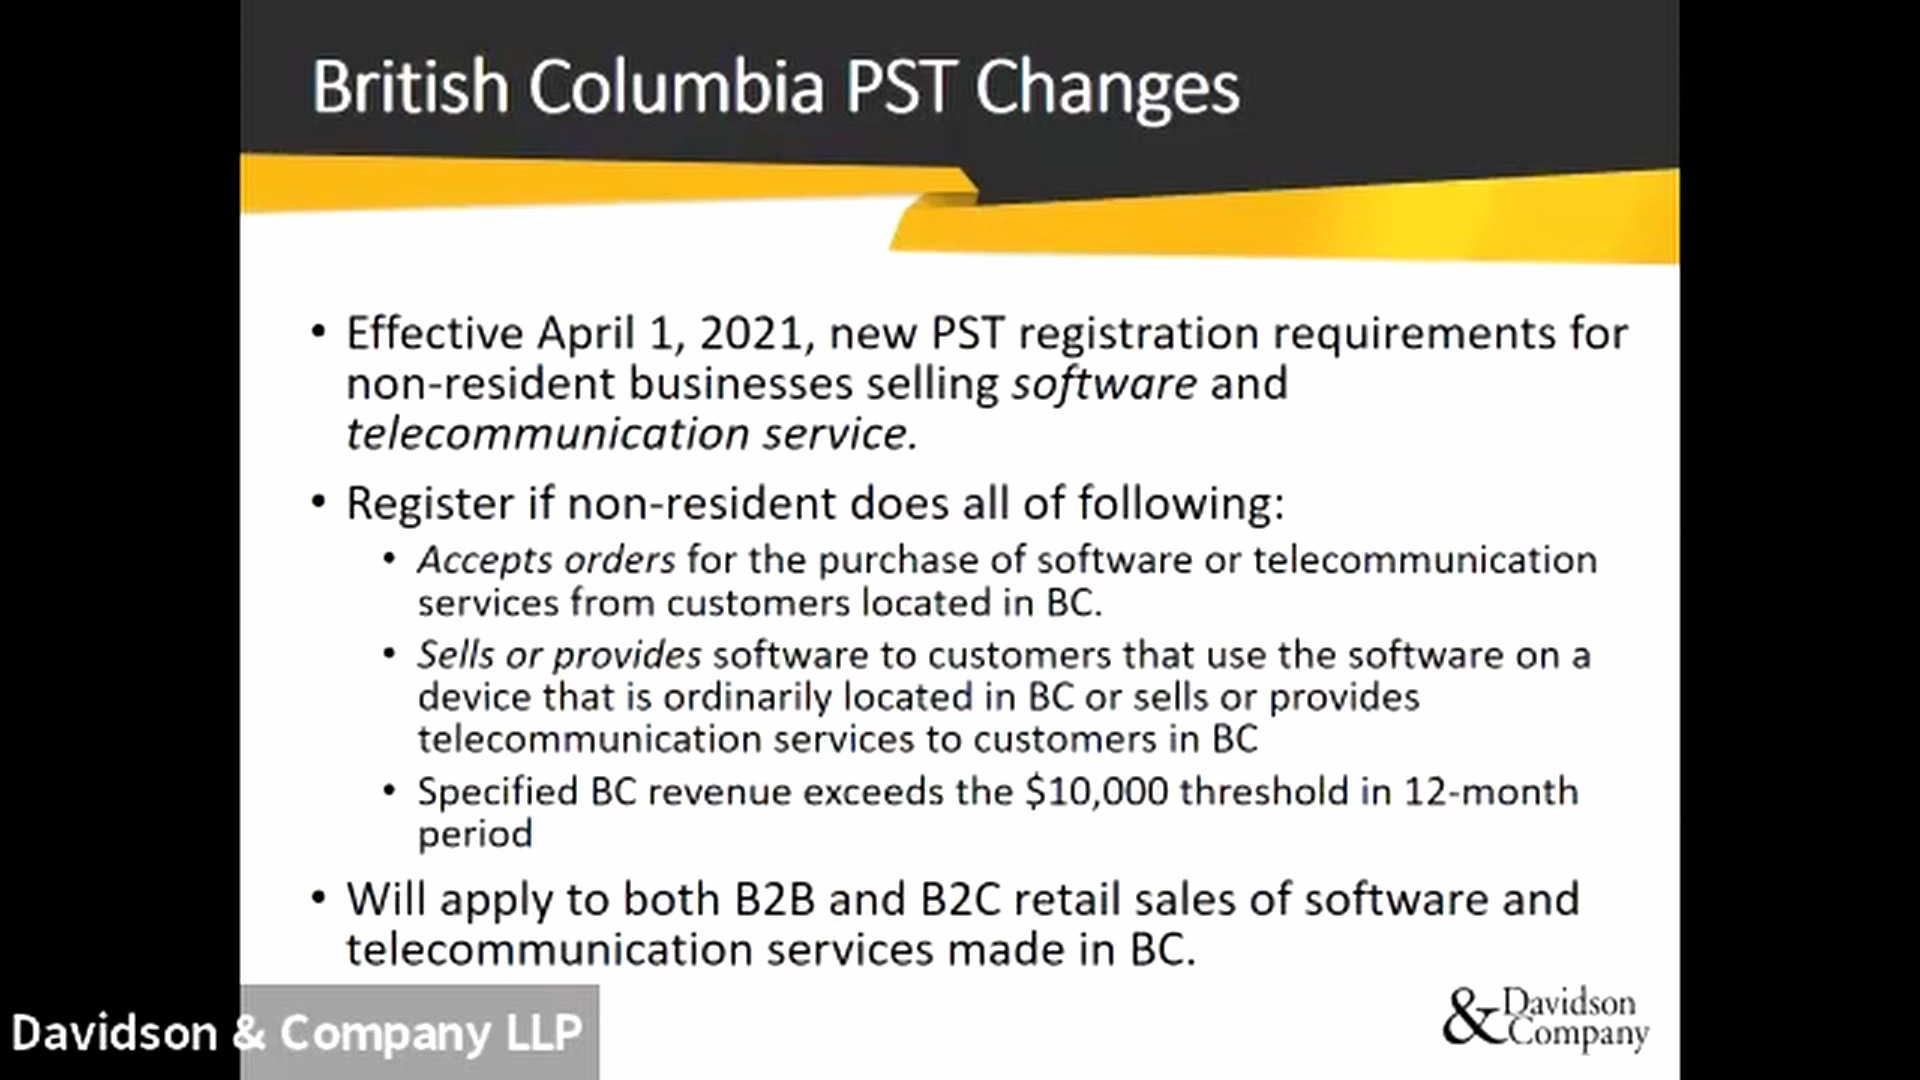 British Columbia PST Changes
• Effective April 1, 2021, new PST registration requirements for
non-resident businesses selling software and
telecommunication service.
• Register if non-resident does all of following:
• Accepts orders for the purchase of software or telecommunication
services from customers located in BC.
• Sells or provides software to customers that use the software on a
device that is ordinarily located in BC or sells or provides
telecommunication services to customers in BC
• Specified BC revenue exceeds the $10,000 threshold in 12-month
period
• Will apply to both B2B and B2C retail sales of software and
telecommunication services made in BC.
Davidson & Company LLP
& Davidson
Company